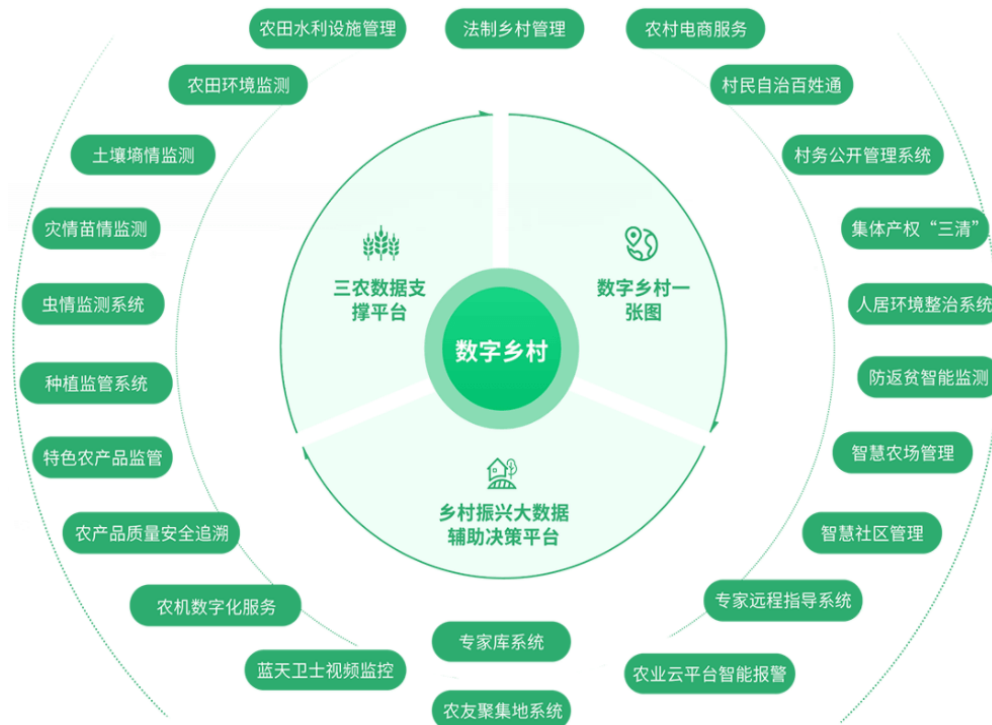 农田水利设施管理
法制乡村管理
农村电商服务
农田环境监测
村民自治百姓通
土壤墒情监测
村务公开管理系统
灾情苗情监测
集体产权“三清”
三农数据支
撑平台
数字乡村一
张图
虫情监测系统
人居环境整治系统
数字乡村
种植监管系统
防返贫智能监测
特色农产品监管
智慧农场管理
乡村振兴大数据
辅助决策平台
农产品质量安全追溯
智慧社区管理
农机数字化服务
专家远程指导系统
专家库系统
蓝天卫士视频监控
农业云平台智能报警
农友聚集地系统